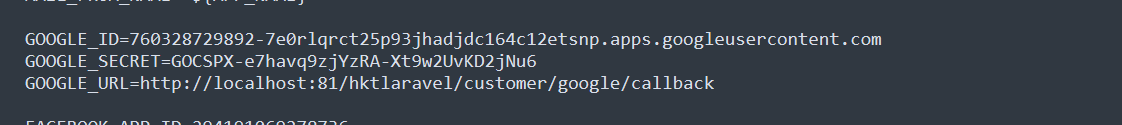 GOOGLE_ID=760328729892-7e0rlqrct25p93jhadjdc164c12etsnp.apps.googleusercontent.com
GOOGLE_SECRET=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
GOOGLE_URL=http://localhost:81/hktlaravel/customer/google/callback